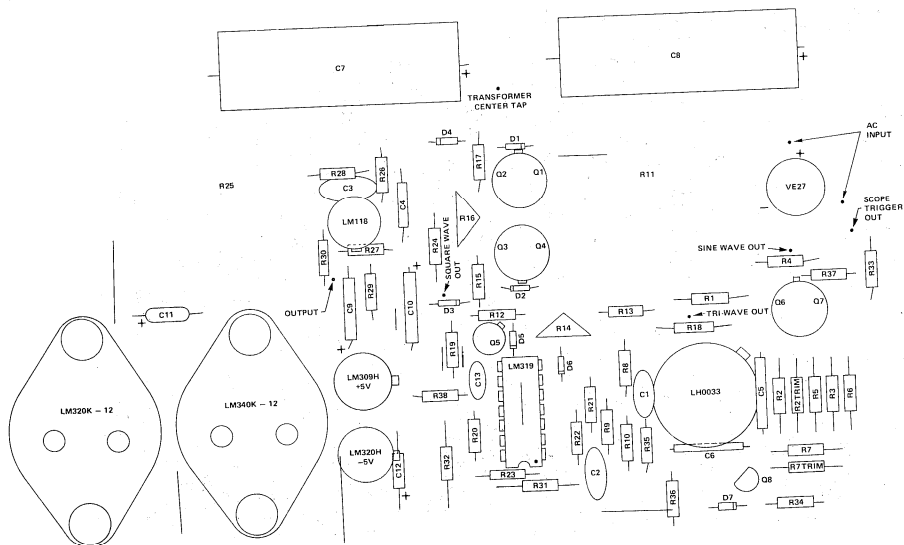 C7
+
C8
+
TRANSFORMER
CENTER TAP
AC
INPUT
D4
D1
R17
Q2
Q1
R28
R26
C3
C4
R25
R11
+
VE27
SCOPE
TRIGGER
OUT
LM118
R16
R27
R30
R24
SQUARE WAVE
OUT
Q3
Q4
SINE WAVE OUT
R4
R33
R37
R15
D2
R29
C9
C10
+
OUTPUT
D3
R12
R13
R1
TRI-WAVE OUT
R18
Q6
Q7
C11
+
Q5
D5
R14
+
R19
LM319
D6
R8
LH0033
C5
R2
R2TRIM
R5
R3
R6
LM309H
+5V
C13
R38
C1
R21
R9
LM320K – 12
LM340K – 12
R20
R22
R10
R35
C6
R7
R7TRIM
LM320H
–5V
C12
+
R32
R23
R31
C2
Q8
R36
D7
R34